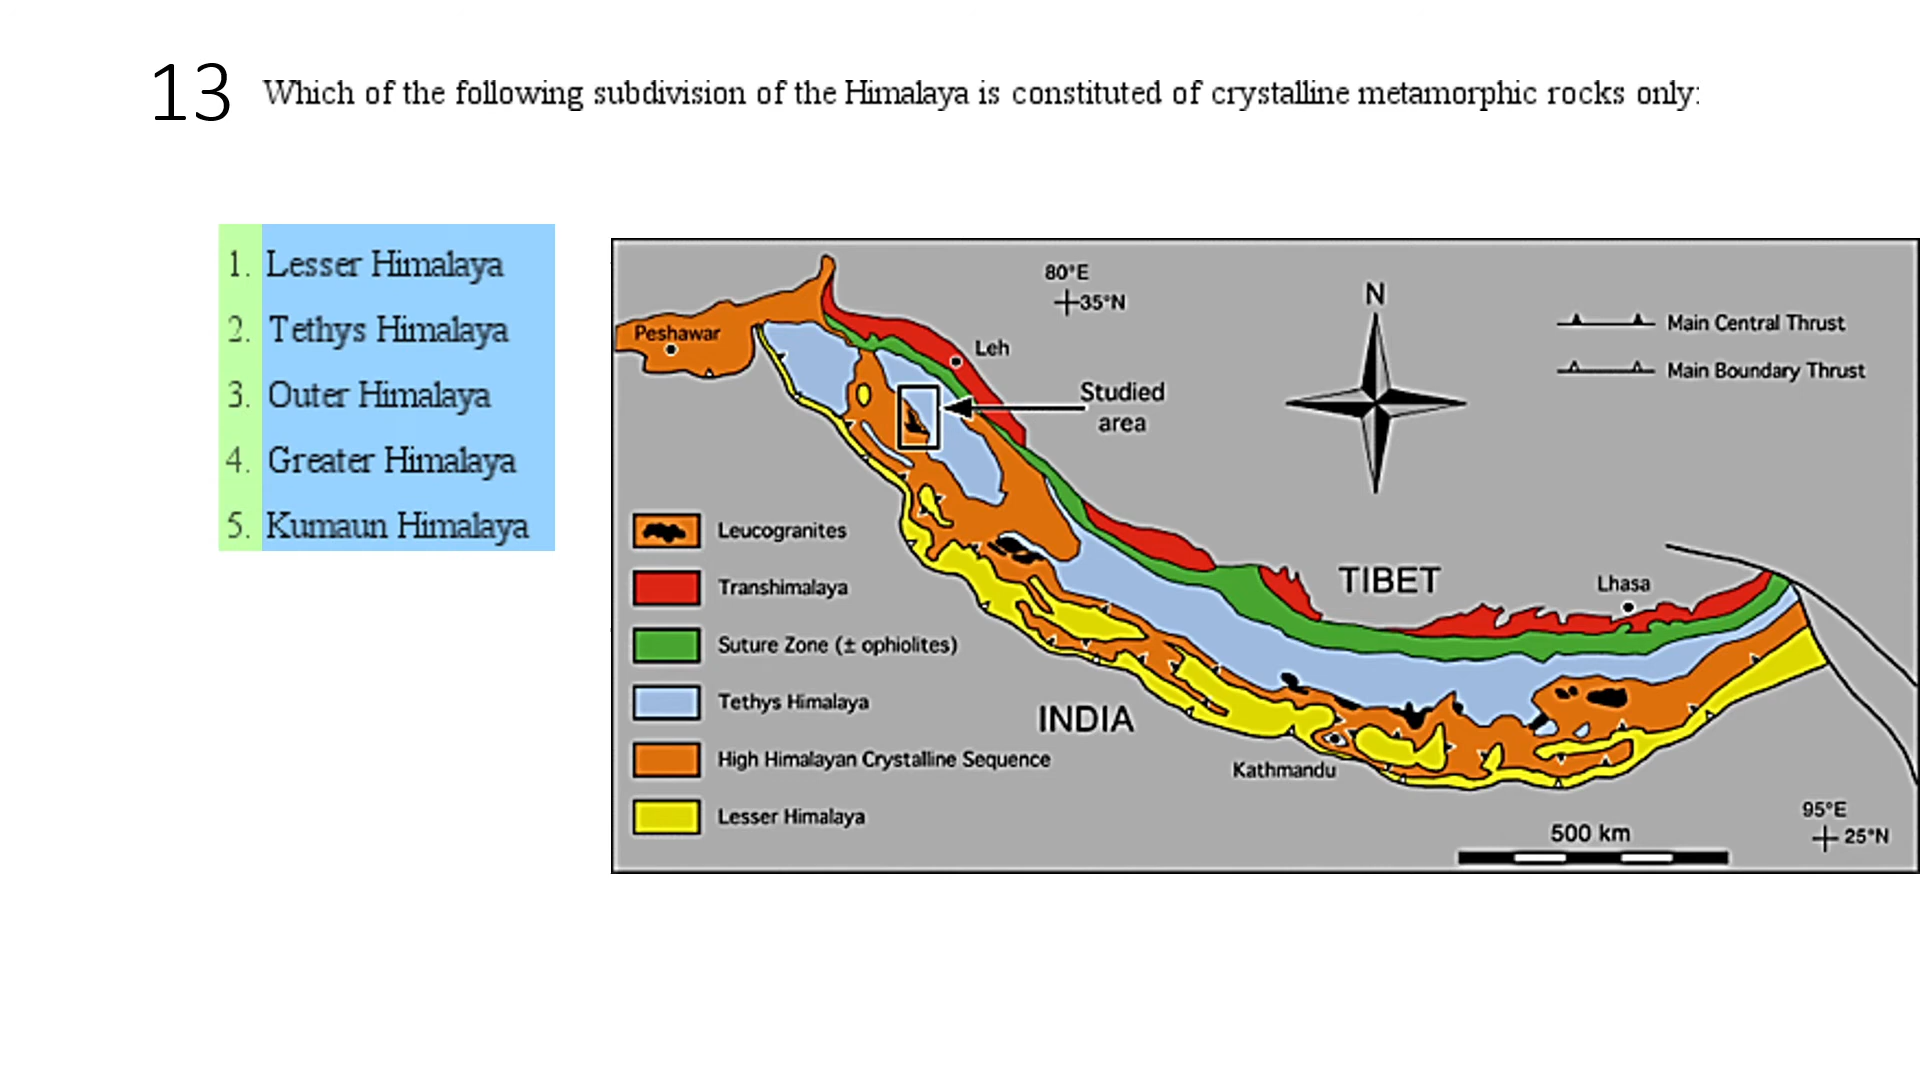 13 Which of the following subdivision of the Himalaya is constituted of crystalline metamorphic rocks only:
1. Lesser Himalaya
2. Tethys Himalaya
3. Outer Himalaya
4. Greater Himalaya
5. Kumaun Himalaya
80°E
35°N
N
Main Central Thrust
Main Boundary Thrust
Peshawar
Leh
Studied
area
Leucogranites
Transhimalaya
Suture Zone (± ophiolites)
Tethys Himalaya
High Himalayan Crystalline Sequence
Lesser Himalaya
TIBET
Lhasa
INDIA
Kathmandu
95°E
25°N
500 km